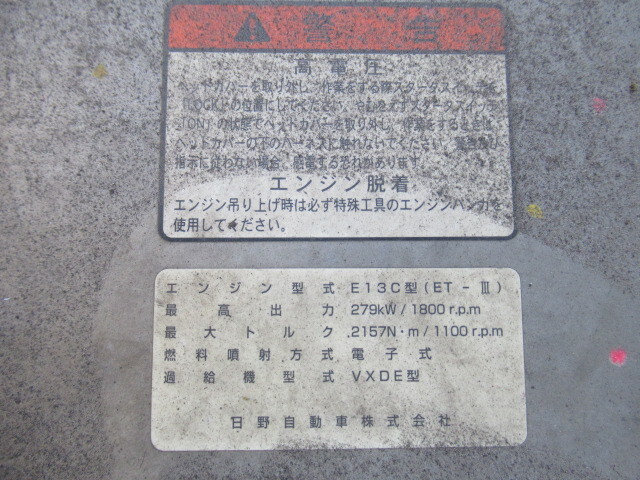 警告
高電圧
ヘッドカバーを取り外し、作業をする際スタータスイッチを
「LOCK」の位置にしてください。やむをえずスタータスイッチ
「ON」の状態でヘッドカバーを取り外し、作業をするときは
ヘッドカバーの下のハーネスに触れないでください。
指示に従わない場合、感電する恐れがあります。
エンジン脱着
エンジン吊り上げ時は必ず特殊工具のエンジンハンガを
使用してください。
エンジン型式 E13C型(ET-Ⅲ)
最高出力 279kW/1800r.p.m
最大トルク 2157N·m/1100r.p.m
燃料噴射方式 電子式
過給機型式 VXDE型
日野自動車株式会社